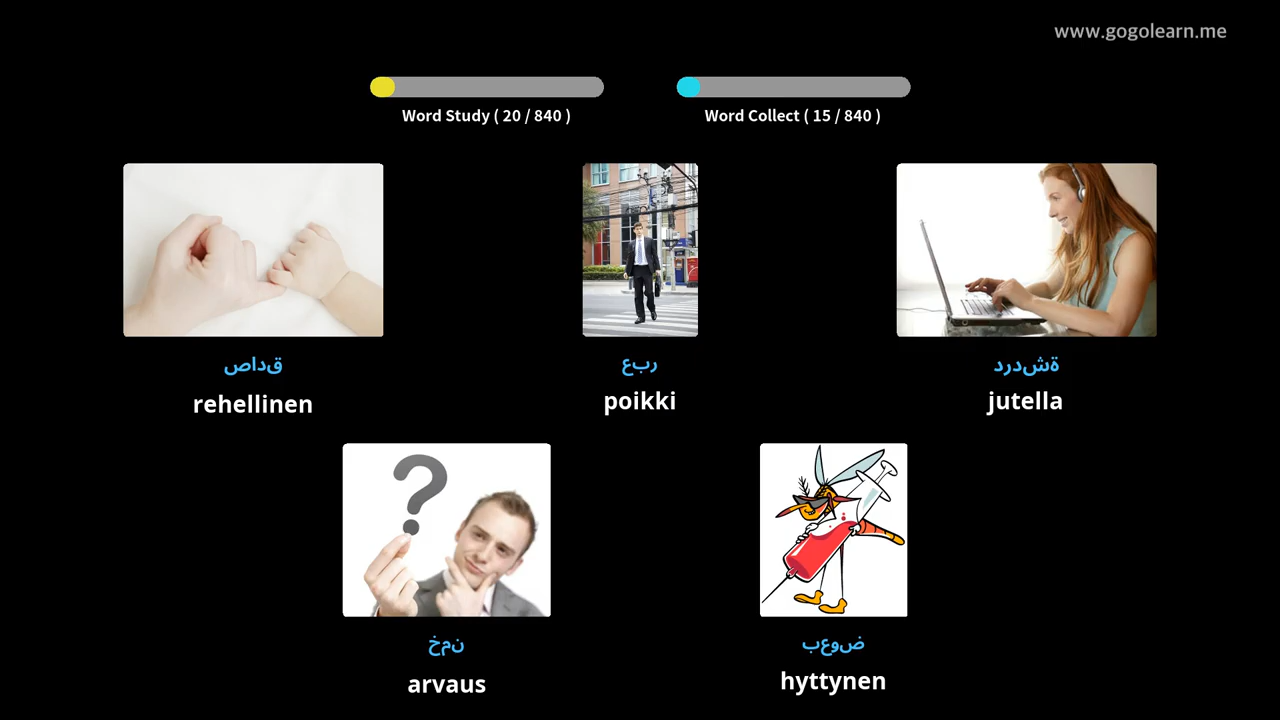 www.gogolearn.me
Word Study ( 20 / 840 )
Word Collect ( 15 / 840 )
قداص
ربع
ةشدرد
rehellinen
poikki
jutella
نمخ
ضوعب
arvaus
hyttynen